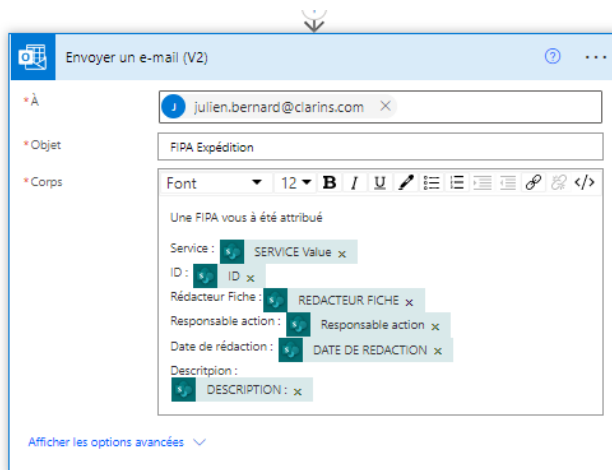 Envoyer un e-mail (V2)
* À
J julien.bernard@clarins.com ×
* Objet
FIPA Expédition
* Corps
Font 12 B I U </>
Une FIPA vous à été attribué
Service : SERVICE Value ×
ID : ID ×
Rédacteur Fiche : REDACTEUR FICHE ×
Responsable action : Responsable action ×
Date de rédaction : DATE DE REDACTION ×
Descritpion :
DESCRIPTION : ×
Afficher les options avancées